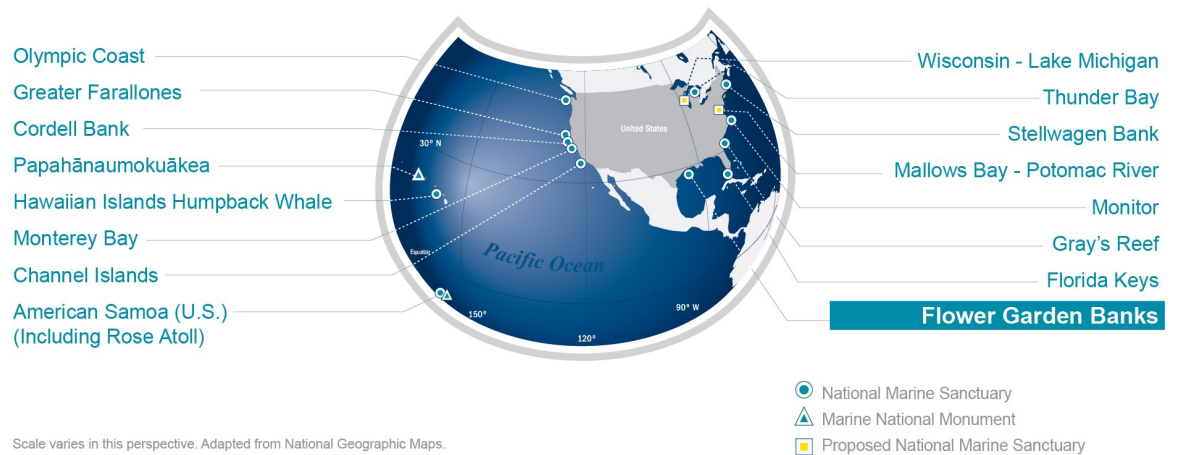 Olympic Coast
Greater Farallones
Cordell Bank
Papahānaumokuākea
Hawaiian Islands Humpback Whale
Monterey Bay
Channel Islands
American Samoa (U.S.)
(Including Rose Atoll)
30° N
United States
Equator
Pacific Ocean
150°
120°
90° W
Wisconsin - Lake Michigan
Thunder Bay
Stellwagen Bank
Mallows Bay - Potomac River
Monitor
Gray's Reef
Florida Keys
Flower Garden Banks
National Marine Sanctuary
Marine National Monument
Proposed National Marine Sanctuary
Scale varies in this perspective. Adapted from National Geographic Maps.